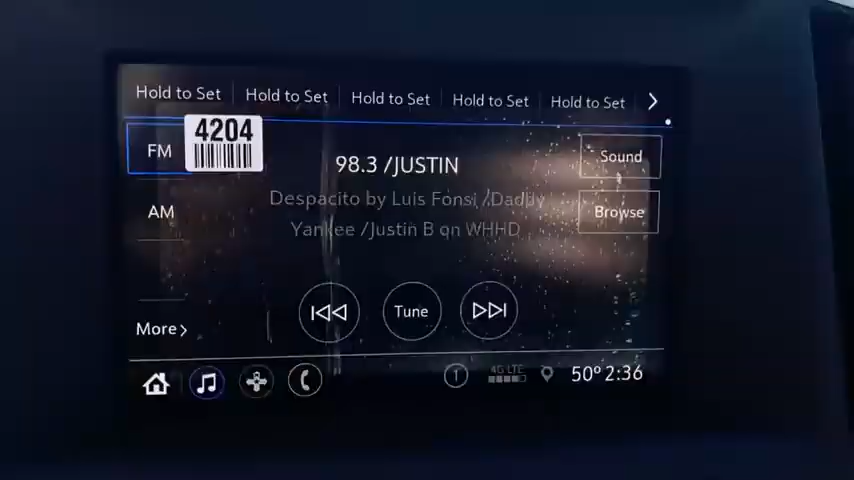 Hold to Set Hold to Set Hold to Set Hold to Set Hold to Set
4204
FM
98.3 /JUSTIN
Sound
Despacito by Luis Fonsi /Daddy
AM
Browse
Yankee /Justin B on WHHD
Tune
More
1
4G LTE
50° 2:36